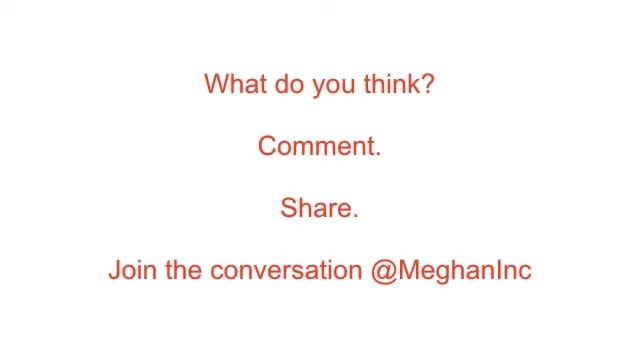 What do you think?
Comment.
Share.
Join the conversation @MeghanInc